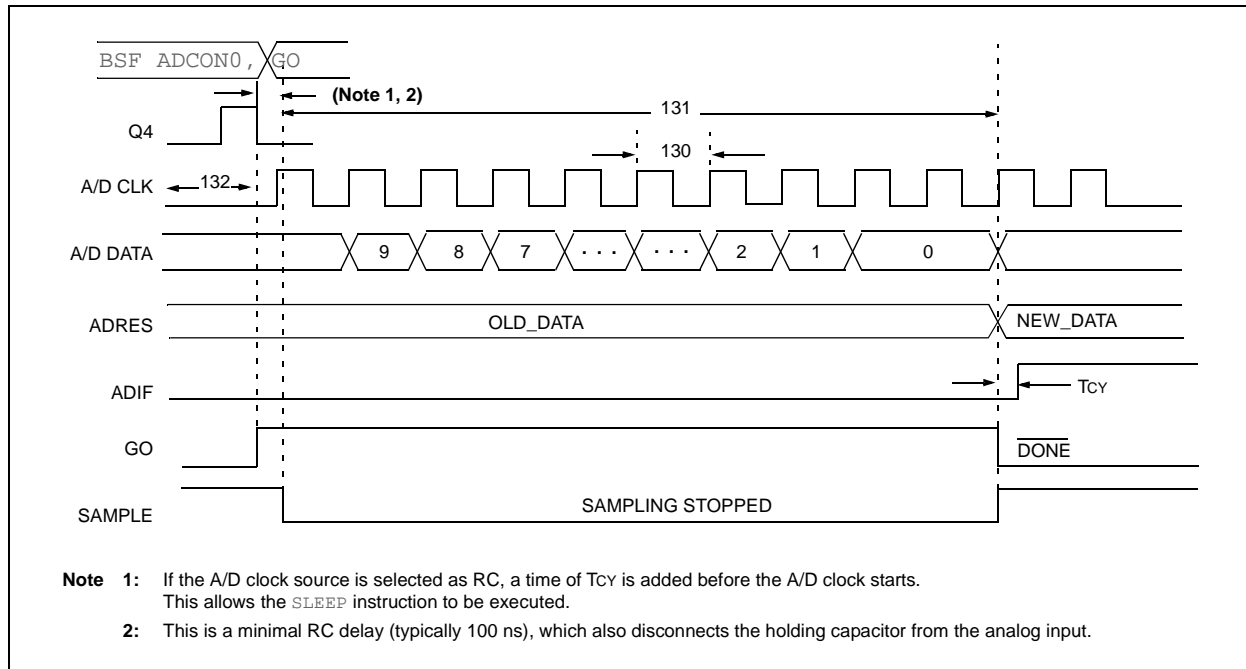 BSF ADCON0, GO
(Note 1, 2)
131
Q4
130
A/D CLK
132
A/D DATA
9 8 7 · · · · · · 2 1 0
ADRES
OLD_DATA
NEW_DATA
ADIF
TCY
GO
DONE
SAMPLE
SAMPLING STOPPED
Note 1: If the A/D clock source is selected as RC, a time of TCY is added before the A/D clock starts.
This allows the SLEEP instruction to be executed.
2: This is a minimal RC delay (typically 100 ns), which also disconnects the holding capacitor from the analog input.